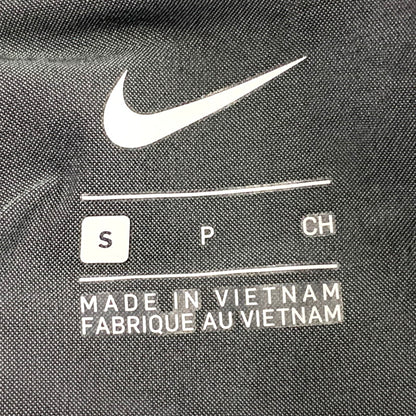 S P CH
MADE IN VIETNAM
FABRIQUE AU VIETNAM